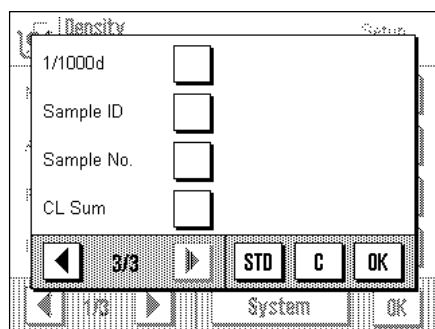 Density
Setup
1/1000d
Sample ID
Sample No.
CL Sum
3/3
STD
C
OK
1/3
System
OK